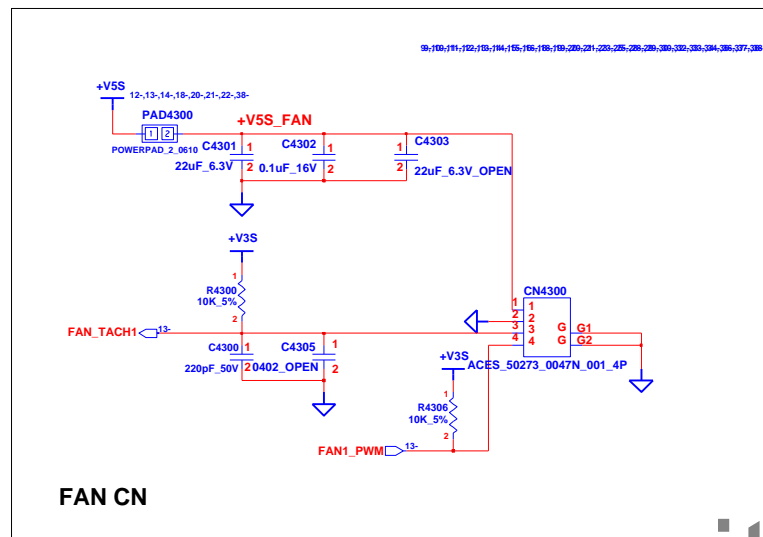 +V5S
12-,13-,14-,18-,20-,21-,22-,38-
PAD4300
1 2
POWERPAD_2_0610
+V5S_FAN
C4301
1
2
22uF_6.3V
C4302
1
2
0.1uF_16V
C4303
1
2
22uF_6.3V_OPEN
+V3S
1
R4300
10K_5%
2
FAN_TACH1
13-
C4300
1
2
220pF_50V
C4305
1
2
0402_OPEN
CN4300
1 1
2 2
3 3
4 4
G G1
G G2
ACES_50273_0047N_001_4P
+V3S
1
R4306
10K_5%
2
FAN1_PWM
13-
FAN CN